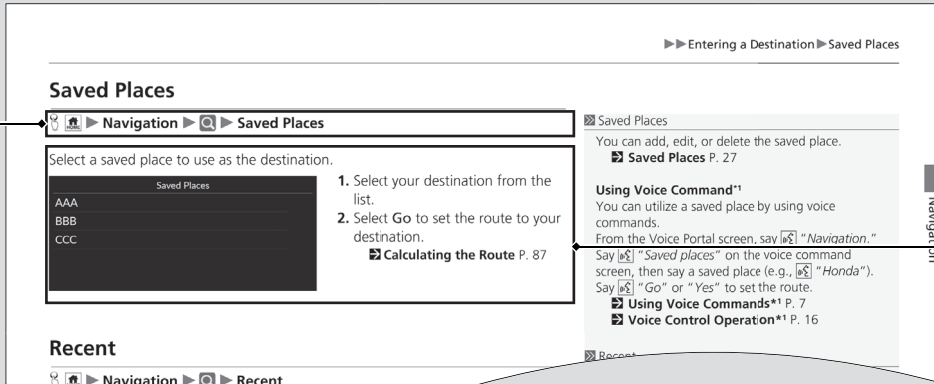 Entering a Destination Saved Places
Saved Places
HOME Navigation Saved Places
Select a saved place to use as the destination.
Saved Places
AAA
BBB
CCC
1. Select your destination from the
list.
2. Select Go to set the route to your
destination.
Calculating the Route P. 87
Saved Places
You can add, edit, or delete the saved place.
Saved Places P. 27
Using Voice Command*1
You can utilize a saved place by using voice
commands.
From the Voice Portal screen, say "Navigation."
Say "Saved places" on the voice command
screen, then say a saved place (e.g., "Honda").
Say "Go" or "Yes" to set the route.
Using Voice Commands*1 P. 7
Voice Control Operation*1 P. 16
Navigation
Recent
HOME Navigation Recent
Recent